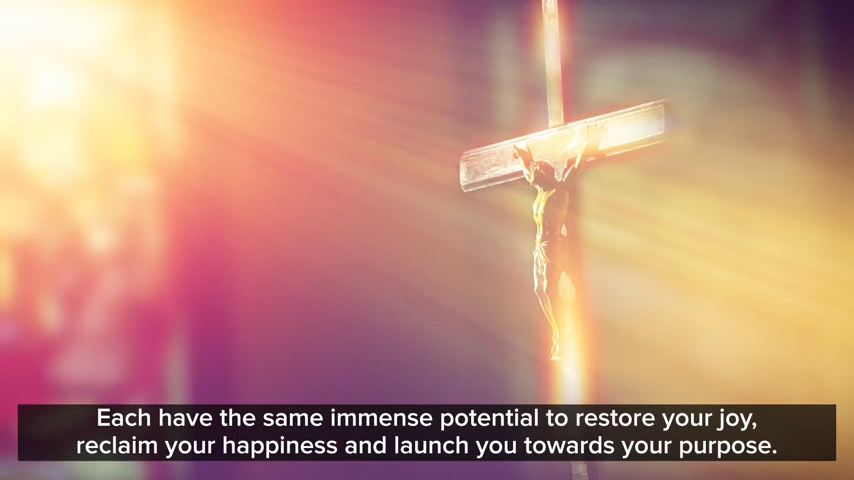 Each have the same immense potential to restore your joy,
reclaim your happiness and launch you towards your purpose.